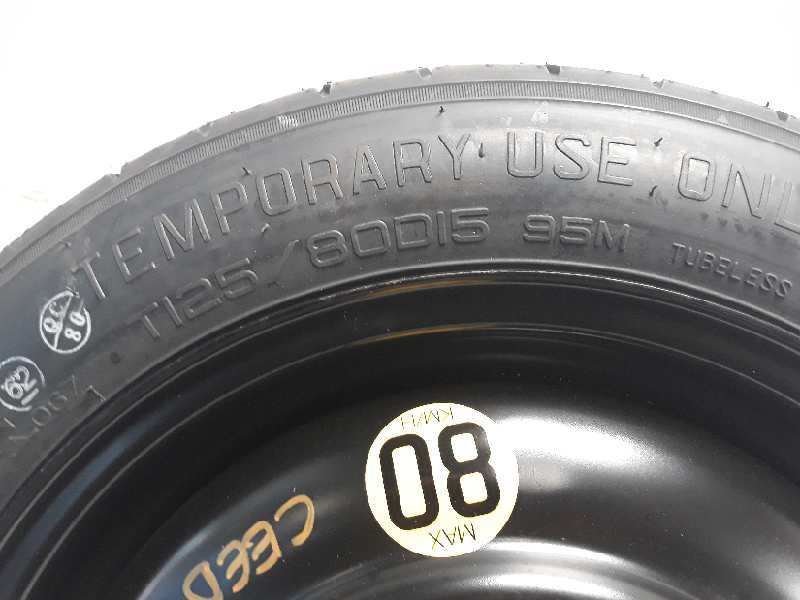 TEMPORARY USE ONL
T125/80D15 95M TUBELESS
80
MAX
KM/H
CEED